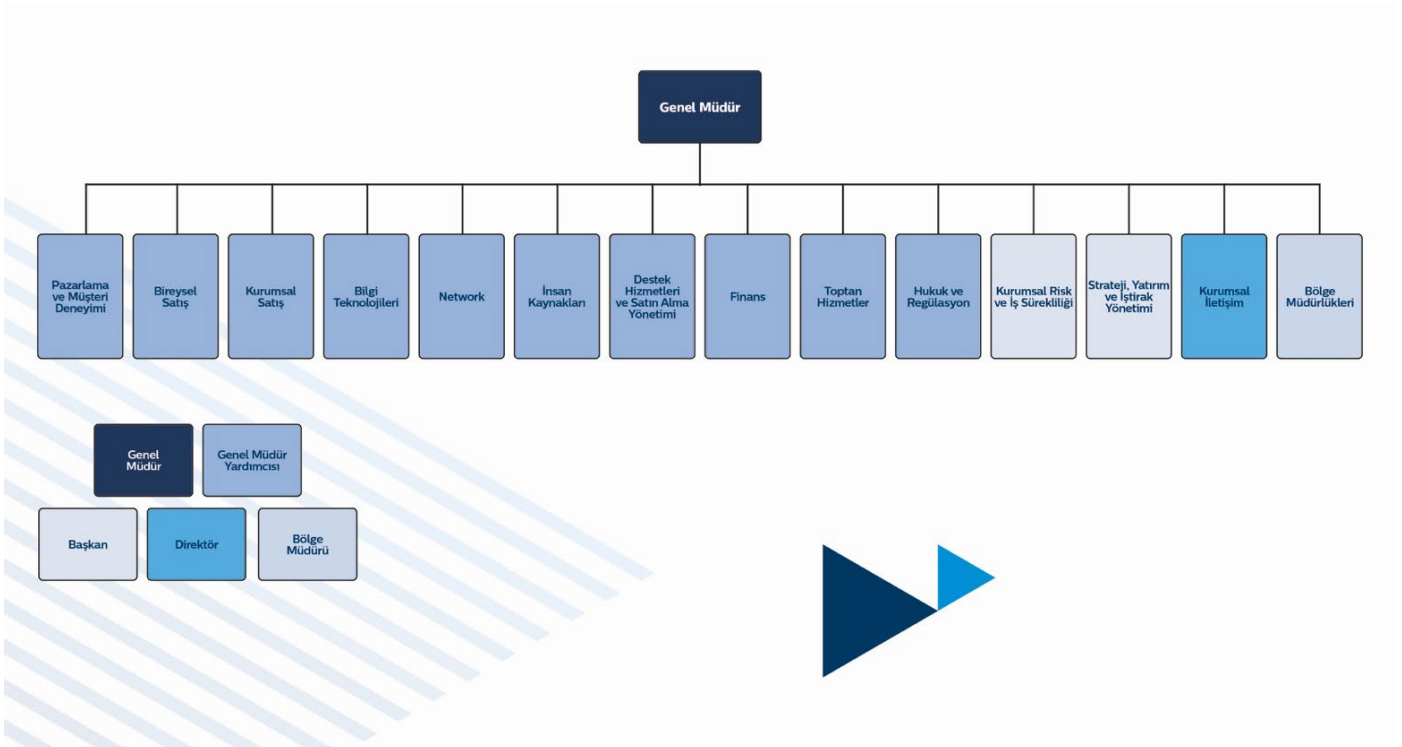 Genel Müdür
Pazarlama
ve Müşteri
Deneyimi
Bireysel
Satış
Kurumsal
Satış
Bilgi
Teknolojileri
Network
İnsan
Kaynakları
Destek
Hizmetleri
ve Satın Alma
Yönetimi
Finans
Toptan
Hizmetler
Hukuk ve
Regülasyon
Kurumsal Risk
ve İş Sürekliliği
Strateji, Yatırım
ve İştirak
Yönetimi
Kurumsal
İletişim
Bölge
Müdürlükleri
Genel
Müdür
Genel Müdür
Yardımcısı
Başkan
Direktör
Bölge
Müdürü